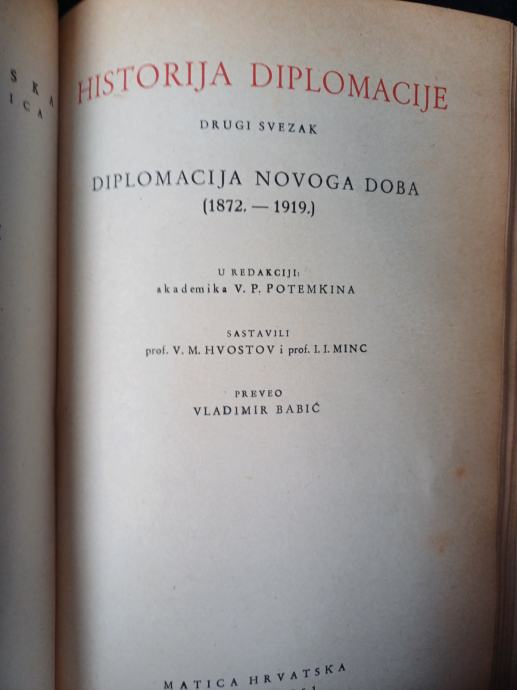 S K A
I C A
HISTORIJA DIPLOMACIJE
DRUGI SVEZAK
DIPLOMACIJA NOVOGA DOBA
(1872. — 1919.)
U REDAKCIJI:
akademika V. P. POTEMKINA
SASTAVILI
prof. V. M. HVOSTOV i prof. I. I. MINC
PREVEO
VLADIMIR BABIĆ
MATICA HRVATSKA